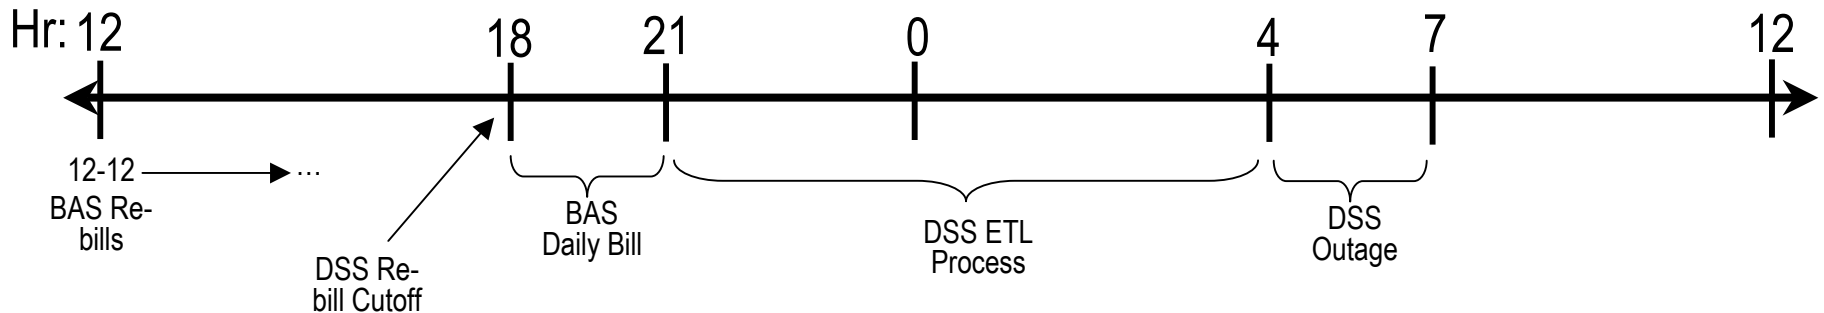 Hr: 12 18 21 0 4 7 12
12-12 ...
BAS Re-
bills
DSS Re-
bill Cutoff
BAS
Daily Bill
DSS ETL
Process
DSS
Outage